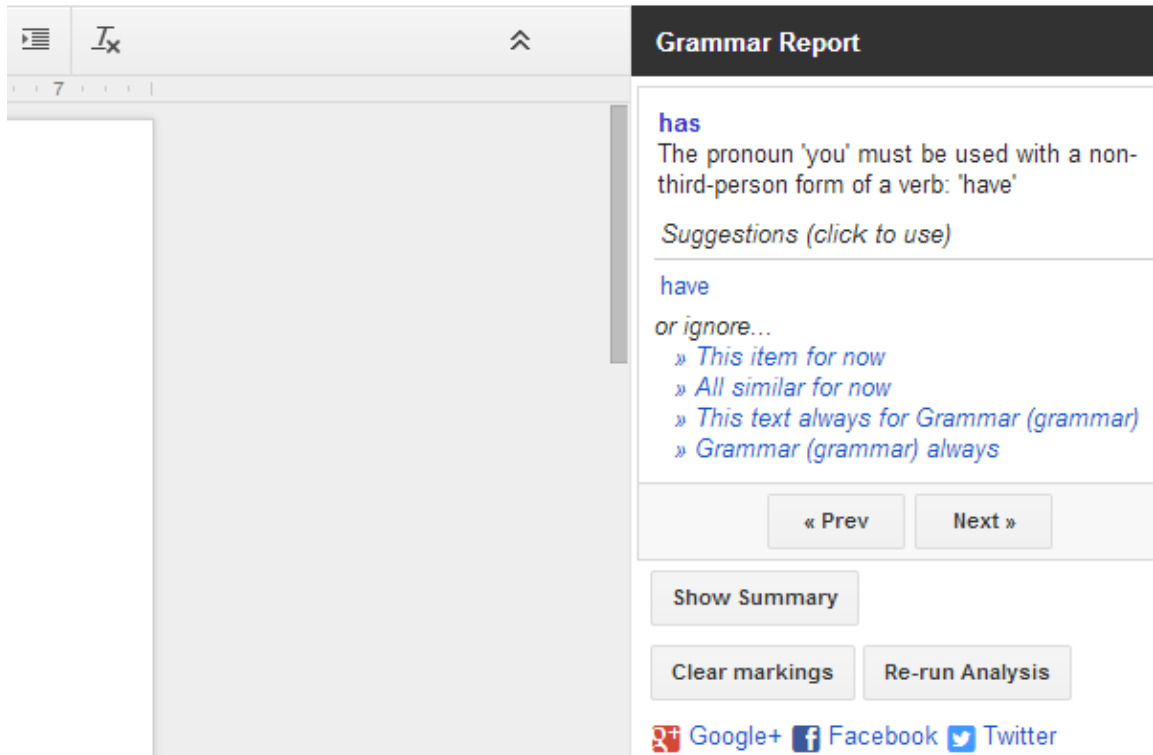 Grammar Report
7
has
The pronoun 'you' must be used with a non-
third-person form of a verb: 'have'
Suggestions (click to use)
have
or ignore...
» This item for now
» All similar for now
» This text always for Grammar (grammar)
» Grammar (grammar) always
« Prev Next »
Show Summary
Clear markings Re-run Analysis
Google+ Facebook Twitter